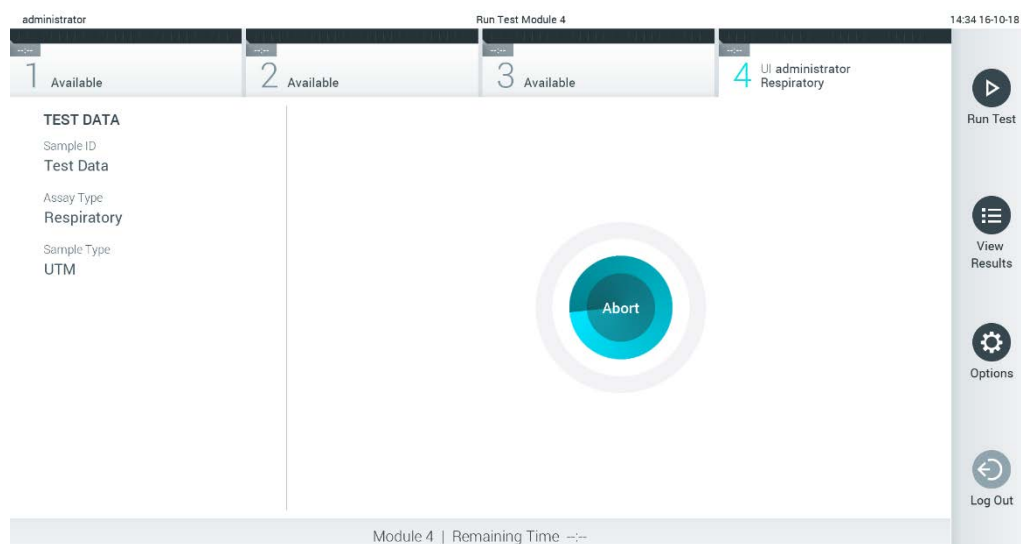 administrator
Run Test Module 4
14:34 16-10-18
--:--
--:--
--:--
--:--
1 Available
2 Available
3 Available
4 UI administrator
Respiratory
TEST DATA
Sample ID
Test Data
Assay Type
Respiratory
Sample Type
UTM
Abort
Run Test
View
Results
Options
Log Out
Module 4 | Remaining Time --:--